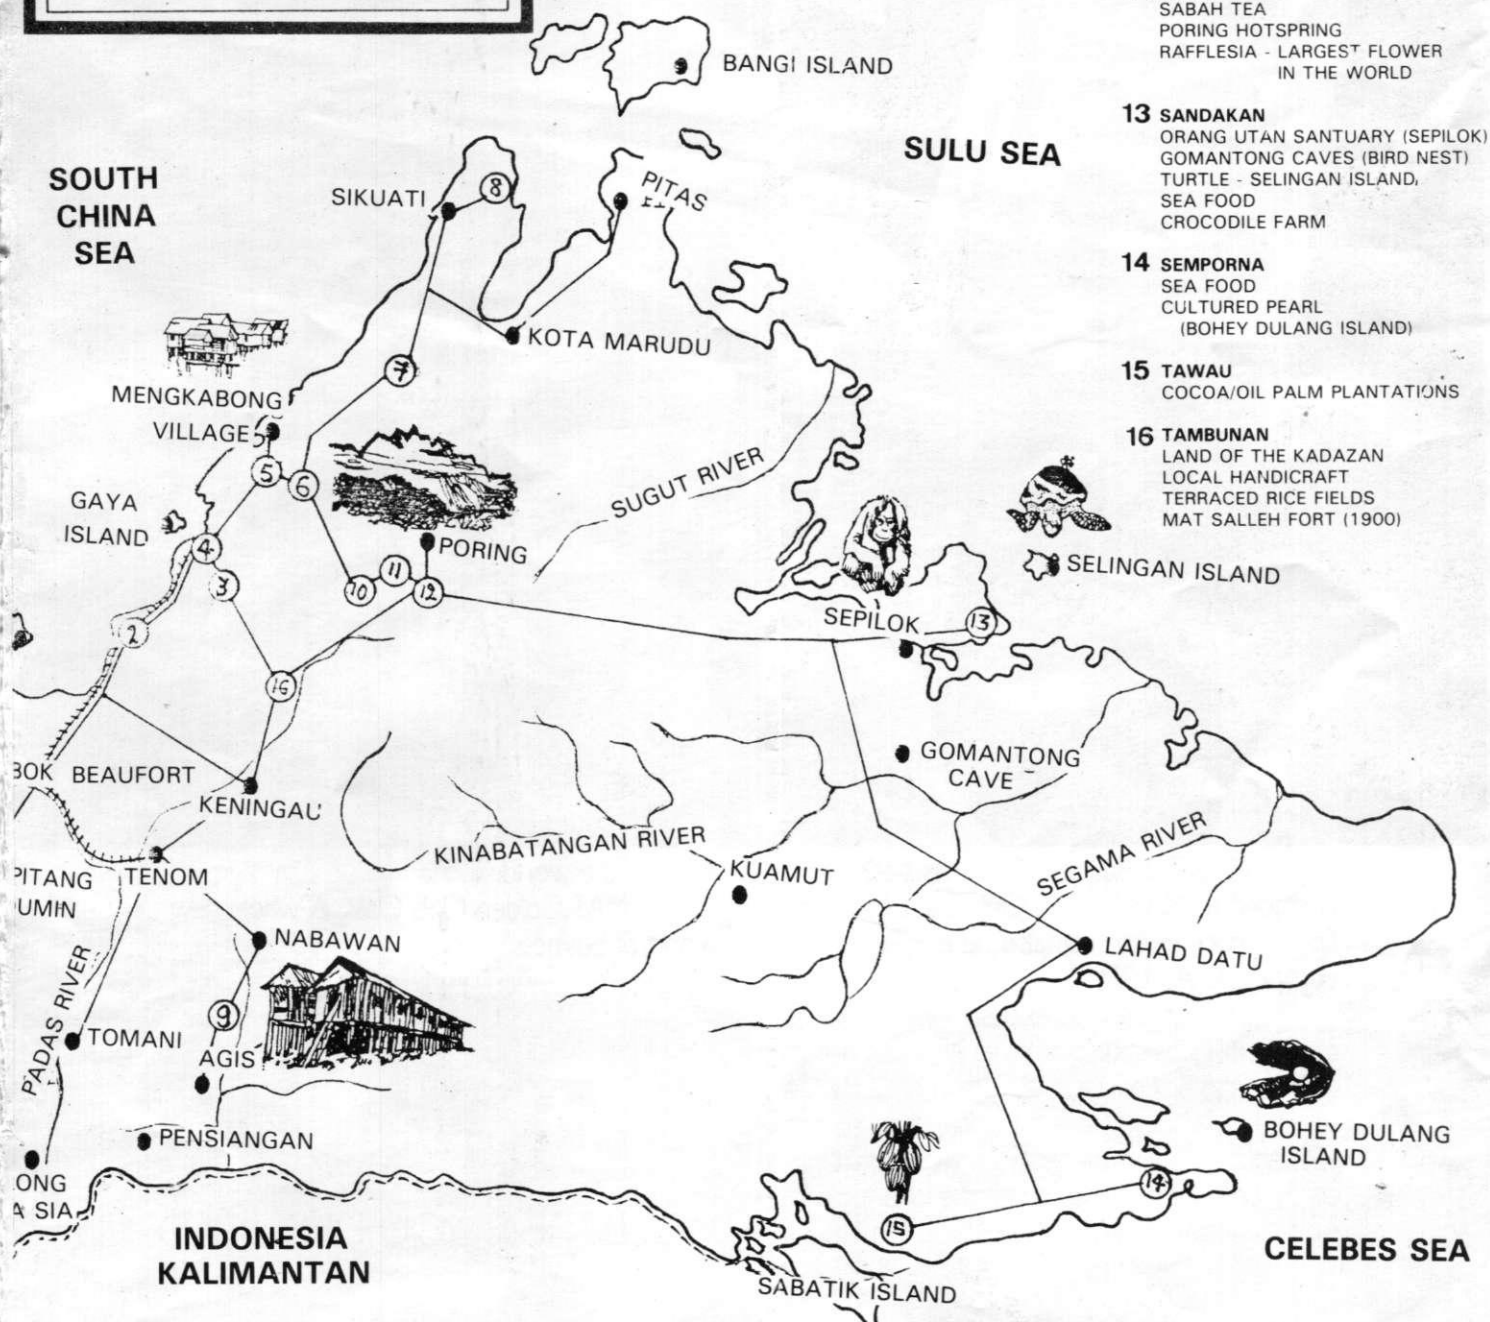 SABAH TEA
PORING HOTSPRING
RAFFLESIA - LARGEST FLOWER
IN THE WORLD
13 SANDAKAN
ORANG UTAN SANTUARY (SEPILOK)
GOMANTONG CAVES (BIRD NEST)
TURTLE - SELINGAN ISLAND,
SEA FOOD
CROCODILE FARM
14 SEMPORNA
SEA FOOD
CULTURED PEARL
(BOHEY DULANG ISLAND)
15 TAWAU
COCOA/OIL PALM PLANTATIONS
16 TAMBUNAN
LAND OF THE KADAZAN
LOCAL HANDICRAFT
TERRACED RICE FIELDS
MAT SALLEH FORT (1900)
BANGI ISLAND
SULU SEA
SOUTH
CHINA
SEA
SIKUATI
8
PITAS
KOTA MARUDU
7
MENGKABONG
VILLAGE
5
6
SUGUT RIVER
GAYA
ISLAND
4
3
PORING
10
11
12
2
SELINGAN ISLAND
SEPILOK
13
16
BOK BEAUFORT
KENINGAU
GOMANTONG
CAVE
KINABATANGAN RIVER
KUAMUT
SEGAMA RIVER
PITANG
UMIN
TENOM
NABAWAN
LAHAD DATU
PADAS RIVER
9
TOMANI
AGIS
PENSIANGAN
BOHEY DULANG
ISLAND
ONG
A SIA
14
15
INDONESIA
KALIMANTAN
SABATIK ISLAND
CELEBES SEA